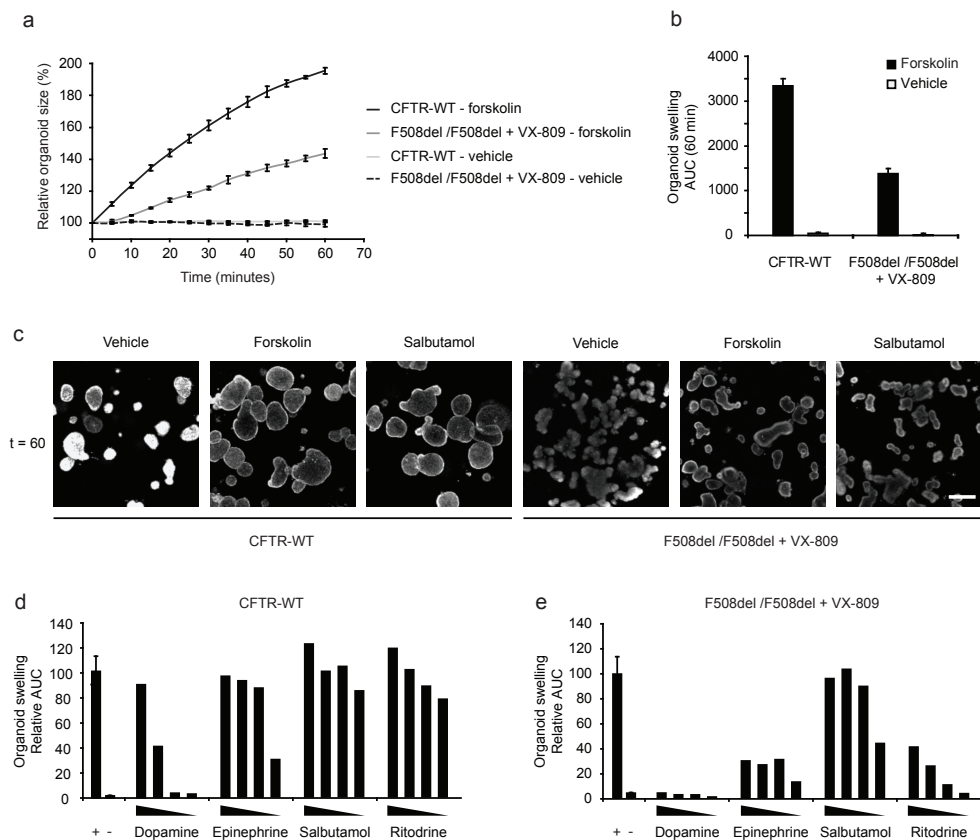 a
200
180
160
140
120
100
Relative organoid size (%)
0 10 20 30 40 50 60 70
Time (minutes)
CFTR-WT - forskolin
F508del /F508del + VX-809 - forskolin
CFTR-WT - vehicle
F508del /F508del + VX-809 - vehicle
b
4000
3000
2000
1000
0
Organoid swelling
AUC (60 min)
Forskolin
Vehicle
CFTR-WT
F508del /F508del
+ VX-809
c
Vehicle Forskolin Salbutamol Vehicle Forskolin Salbutamol
t = 60
CFTR-WT
F508del /F508del + VX-809
d
CFTR-WT
140
120
100
80
60
40
20
0
Organoid swelling
Relative AUC
+ - Dopamine Epinephrine Salbutamol Ritodrine
e
F508del /F508del + VX-809
140
120
100
80
60
40
20
0
Organoid swelling
Relative AUC
+ - Dopamine Epinephrine Salbutamol Ritodrine